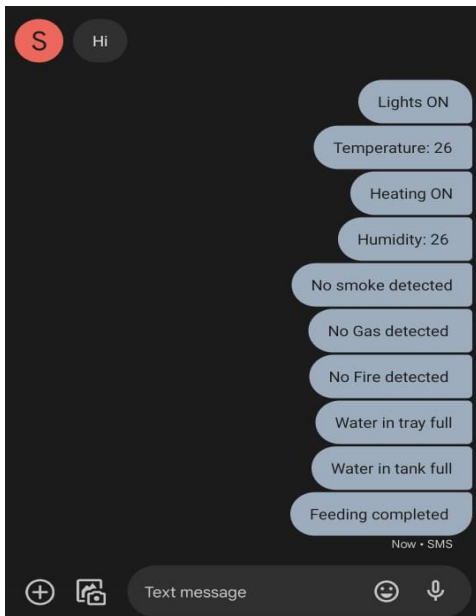 S
Hi
Lights ON
Temperature: 26
Heating ON
Humidity: 26
No smoke detected
No Gas detected
No Fire detected
Water in tray full
Water in tank full
Feeding completed
Now • SMS
Text message